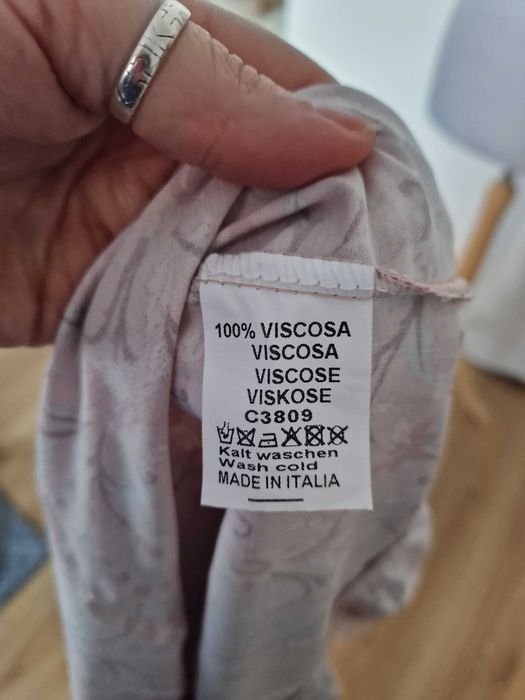 100% VISCOSA
VISCOSA
VISCOSE
VISKOSE
C3809
Kalt waschen
Wash cold
MADE IN ITALIA